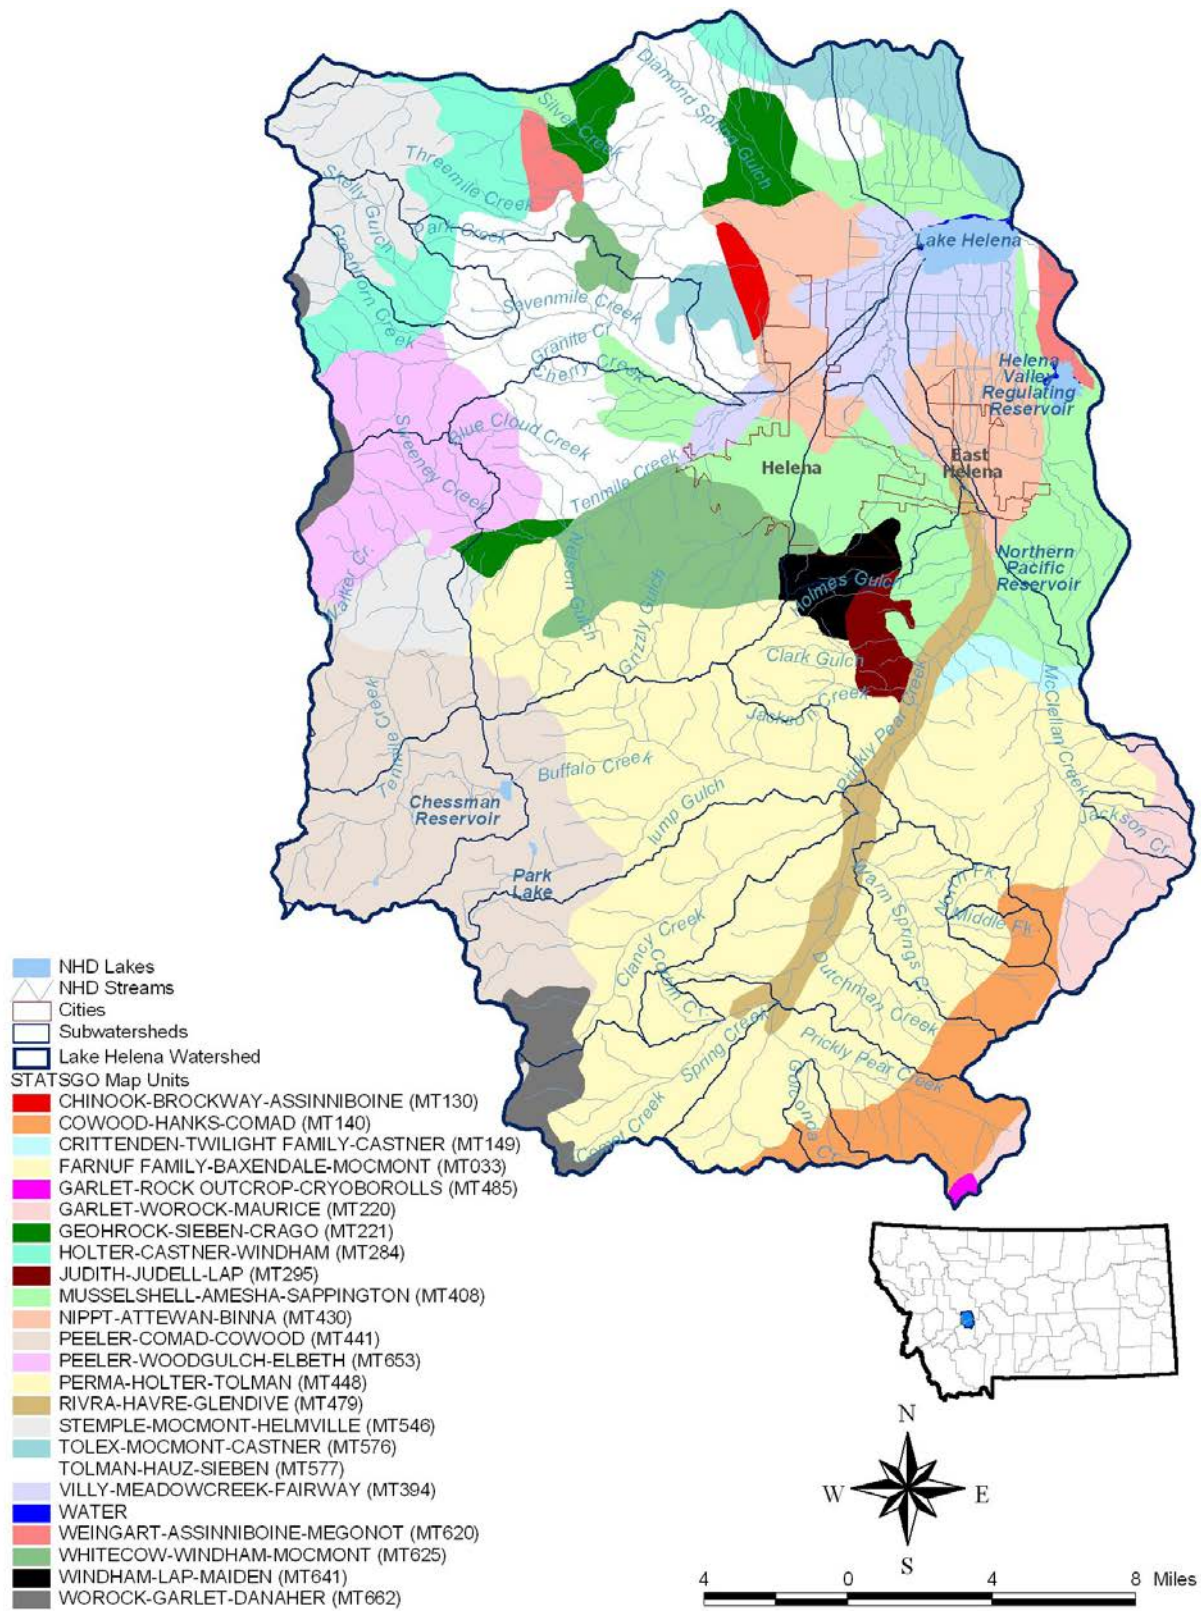 Diamond Spring Gulch
Silver Creek
Threemile Creek
Skelly Gulch
Park Creek
Greenhorn Creek
Lake Helena
Sevenmile Creek
Granite Cr.
Cherry Creek
Helena
Valley
Regulating
Reservoir
Blue Cloud Creek
Sweeney Creek
Tenmile Creek
Helena
East
Helena
Walker Cr.
Nelson Gulch
Grizzly Gulch
Holmes Gulch
Northern
Pacific
Reservoir
Clark Gulch
Jackson Creek
Prickly Pear Creek
McClellan Creek
Tenmile Creek
Buffalo Creek
Chessman
Reservoir
lump Gulch
Jackson Cr.
Park
Lake
Warm Springs Cr.
North Fk.
Middle Fk.
Clancy Creek
Dutchman Creek
Spring Creek
Prickly Pear Creek
Golconda Cr.
NHD Lakes
NHD Streams
Cities
Subwatersheds
Lake Helena Watershed
STATSGO Map Units
CHINOOK-BROCKWAY-ASSINNIBOINE (MT130)
COWOOD-HANKS-COMAD (MT140)
CRITTENDEN-TWILIGHT FAMILY-CASTNER (MT149)
FARNUF FAMILY-BAXENDALE-MOCMONT (MT033)
GARLET-ROCK OUTCROP-CRYOBOROLLS (MT485)
GARLET-WOROCK-MAURICE (MT220)
GEOHROCK-SIEBEN-CRAGO (MT221)
HOLTER-CASTNER-WINDHAM (MT284)
JUDITH-JUDELL-LAP (MT295)
MUSSELSHELL-AMESHA-SAPPINGTON (MT408)
NIPPT-ATTEWAN-BINNA (MT430)
PEELER-COMAD-COWOOD (MT441)
PEELER-WOODGULCH-ELBETH (MT653)
PERMA-HOLTER-TOLMAN (MT448)
RIVRA-HAVRE-GLENDIVE (MT479)
STEMPLE-MOCMONT-HELMVILLE (MT546)
TOLEX-MOCMONT-CASTNER (MT576)
TOLMAN-HAUZ-SIEBEN (MT577)
VILLY-MEADOWCREEK-FAIRWAY (MT394)
WATER
WEINGART-ASSINNIBOINE-MEGONOT (MT620)
WHITECOW-WINDHAM-MOCMONT (MT625)
WINDHAM-LAP-MAIDEN (MT641)
WOROCK-GARLET-DANAHER (MT662)
N
W E
S
4 0 4 8 Miles